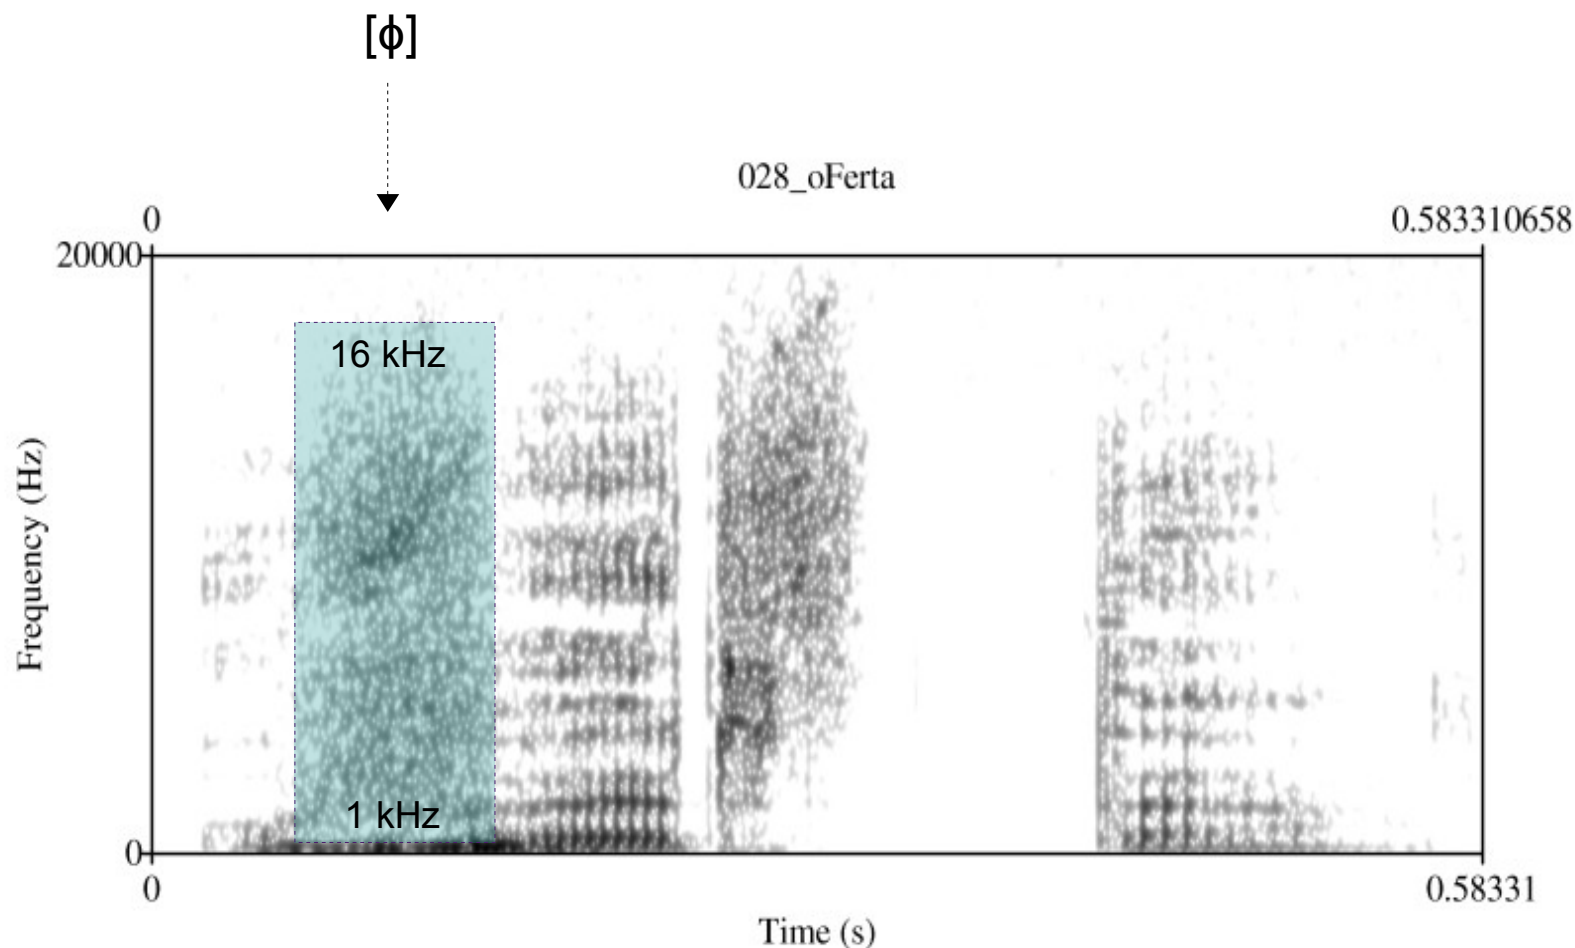 [ɸ]
028_oFerta
0 0.583310658
20000
16 kHz
Frequency (Hz)
1 kHz
0
0 0.58331
Time (s)